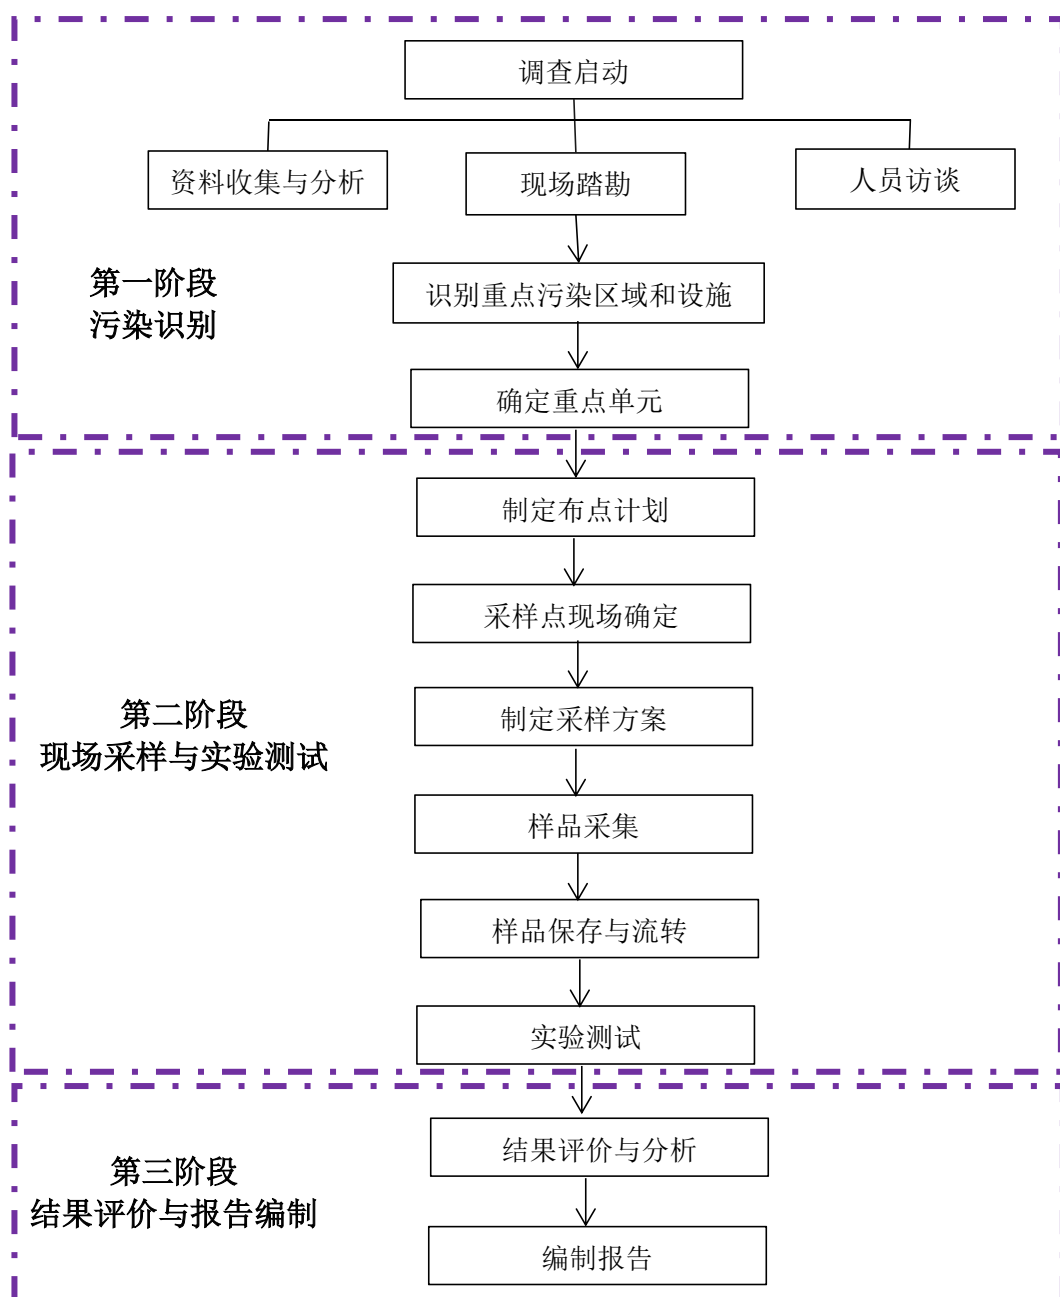 调查启动
资料收集与分析
现场踏勘
人员访谈
第一阶段
污染识别
识别重点污染区域和设施
确定重点单元
制定布点计划
采样点现场确定
第二阶段
现场采样与实验测试
制定采样方案
样品采集
样品保存与流转
实验测试
第三阶段
结果评价与报告编制
结果评价与分析
编制报告